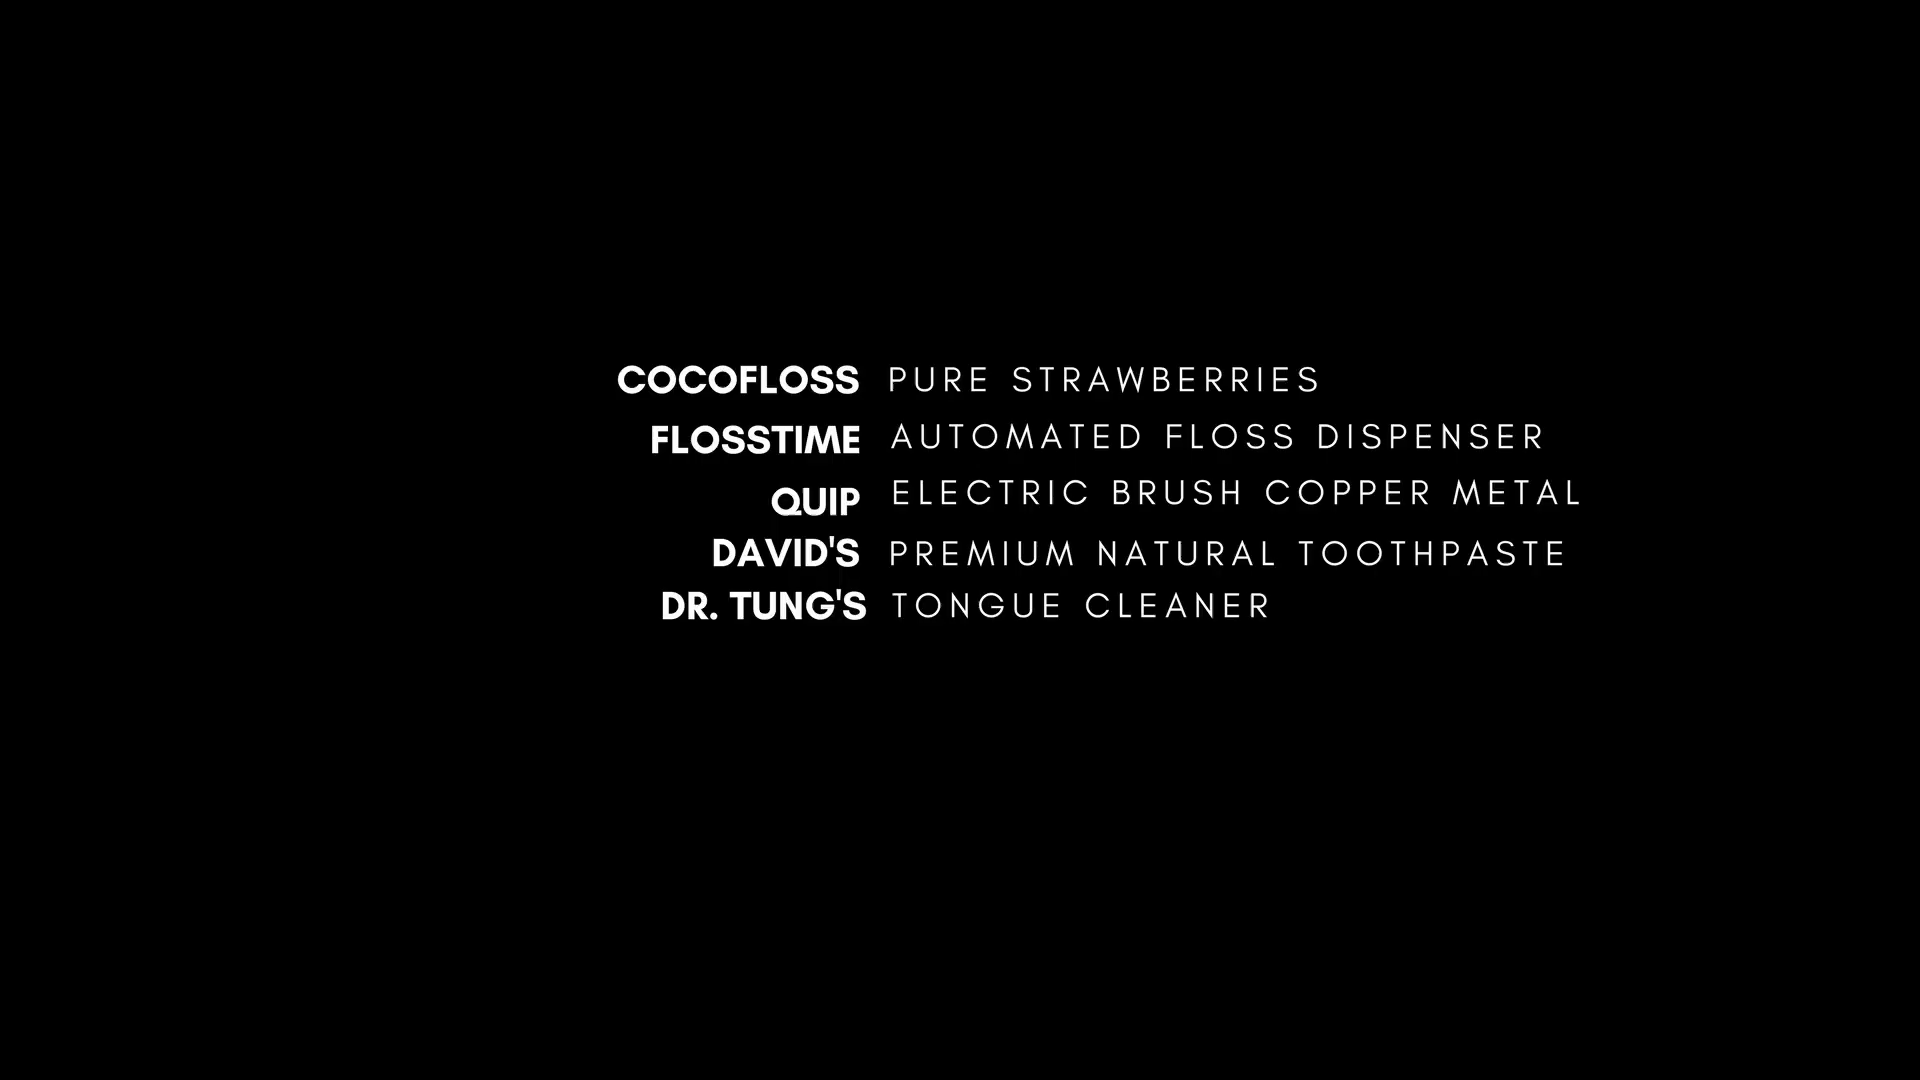 COCOFLOSS PURE STRAWBERRIES
FLOSSTIME AUTOMATED FLOSS DISPENSER
QUIP ELECTRIC BRUSH COPPER METAL
DAVID'S PREMIUM NATURAL TOOTHPASTE
DR. TUNG'S TONGUE CLEANER